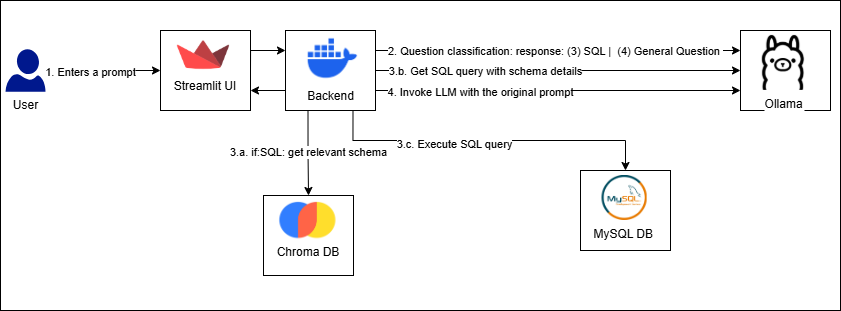 2. Question classification: response: (3) SQL | (4) General Question
1. Enters a prompt
3.b. Get SQL query with schema details
User
Streamlit UI
Backend
4. Invoke LLM with the original prompt
Ollama
3.a. if:SQL: get relevant schema
3.c. Execute SQL query
MySQL
Chroma DB
MySQL DB